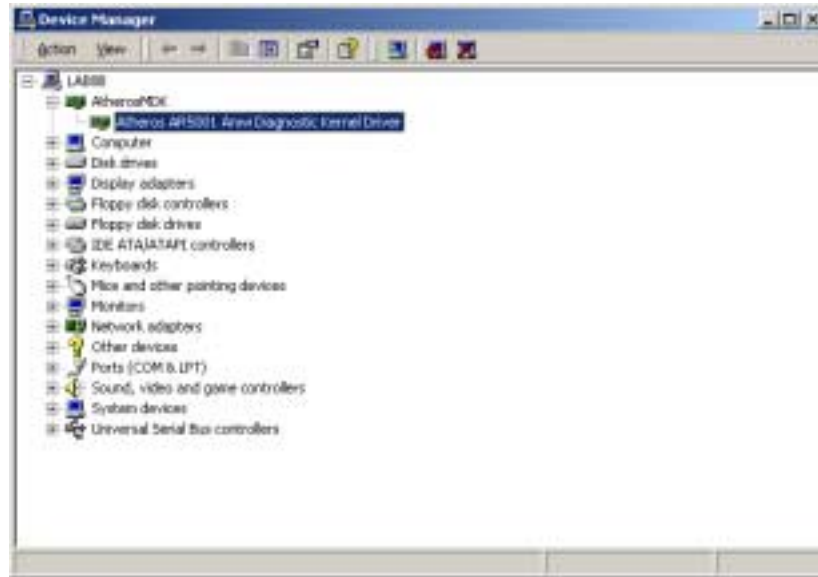 Device Manager
Action View
AtherosMDK
Atheros AR5001 Anwi Diagnostic Kernel Driver
Computer
Disk drives
Display adapters
Floppy disk controllers
Floppy disk drives
IDE ATA/ATAPI controllers
Keyboards
Mice and other pointing devices
Monitors
Network adapters
Other devices
Ports (COM & LPT)
Sound, video and game controllers
System devices
Universal Serial Bus controllers